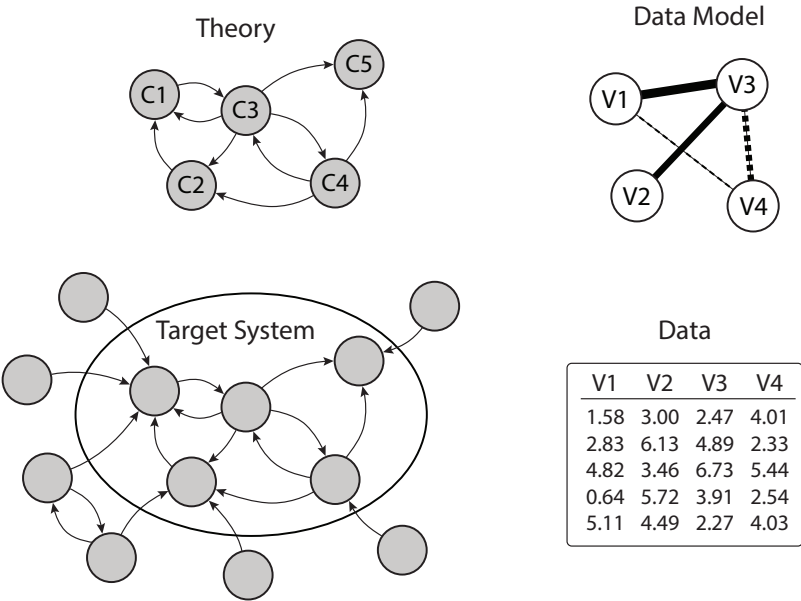 Theory
C1
C3
C5
C2
C4
Data Model
V1
V3
V2
V4
Target System
Data
V1 V2 V3 V4
1.58 3.00 2.47 4.01
2.83 6.13 4.89 2.33
4.82 3.46 6.73 5.44
0.64 5.72 3.91 2.54
5.11 4.49 2.27 4.03